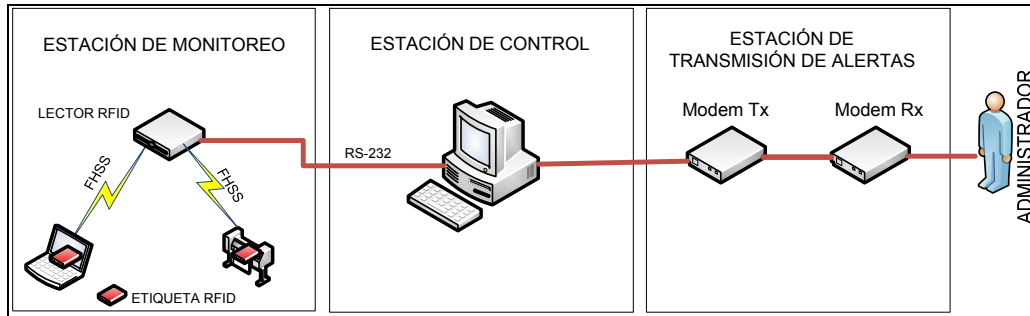 ESTACIÓN DE MONITOREO
LECTOR RFID
FHSS
FHSS
ETIQUETA RFID
RS-232
ESTACIÓN DE CONTROL
ESTACIÓN DE
TRANSMISIÓN DE ALERTAS
Modem Tx
Modem Rx
ADMINISTRADOR